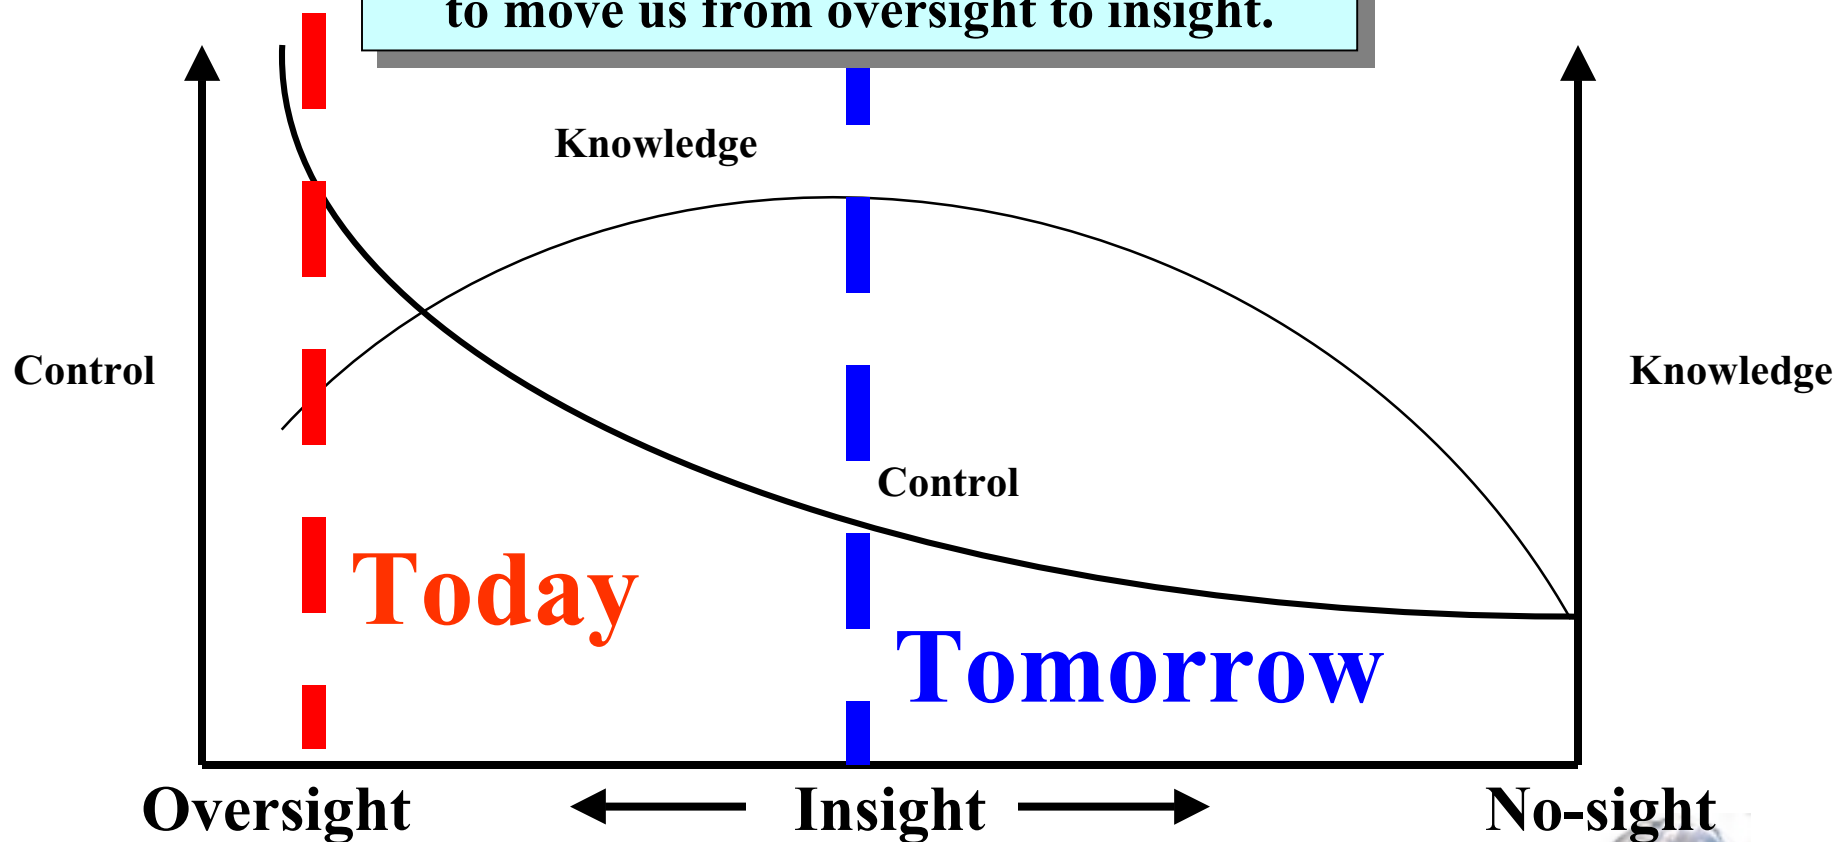 to move us from oversight to insight.
Knowledge
Control
Knowledge
Control
Today
Tomorrow
Oversight
Insight
No-sight